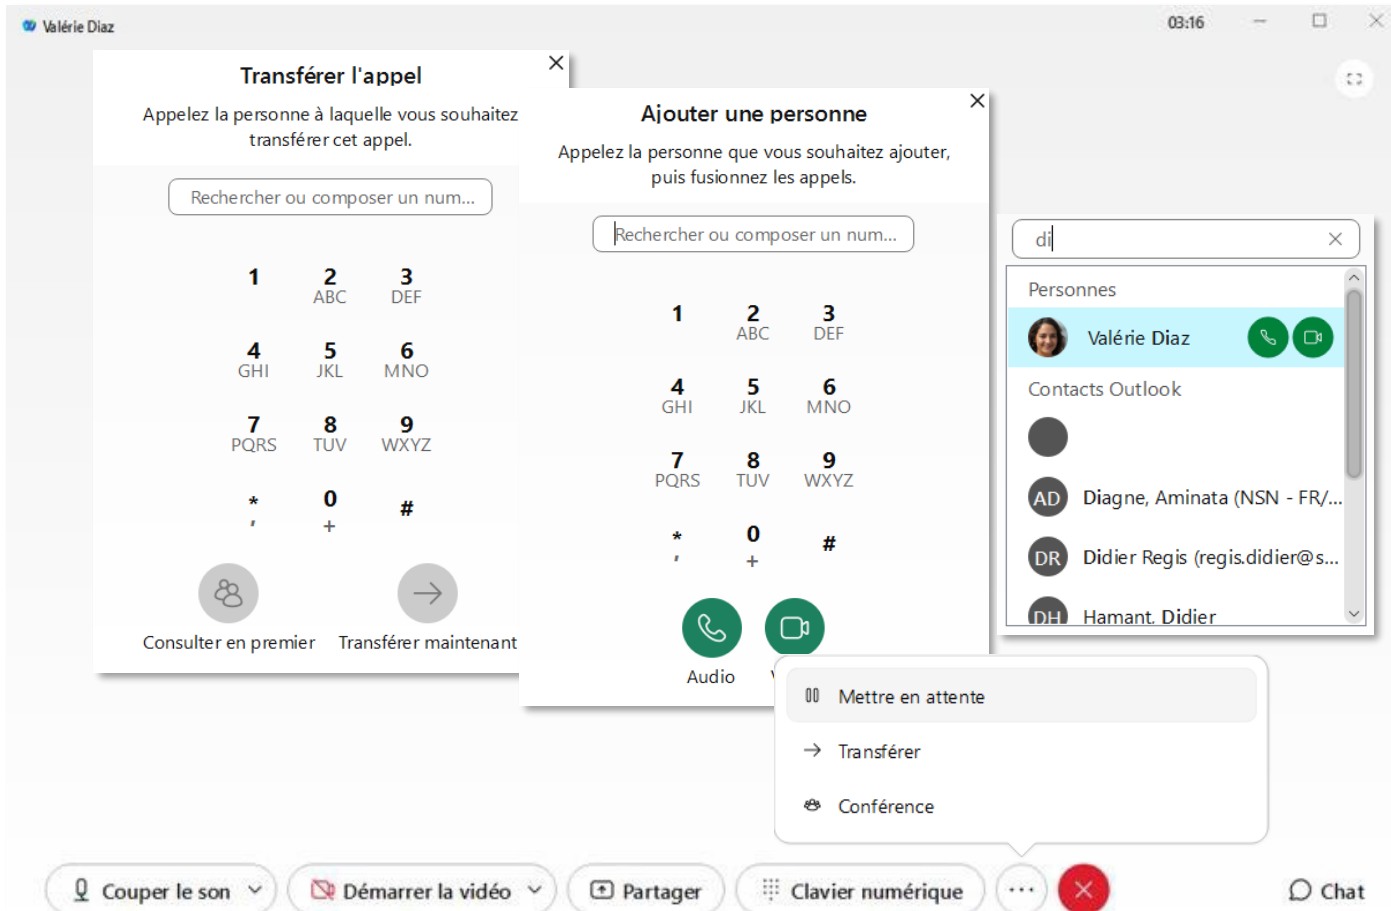 Valérie Diaz
03:16
Transférer l'appel
Appelez la personne à laquelle vous souhaitez
transférer cet appel.
Rechercher ou composer un num...
1
2
3
ABC
DEF
4
5
6
GHI
JKL
MNO
7
8
9
PQRS
TUV
WXYZ
*
0
#
,
+
Consulter en premier
Transférer maintenant
Ajouter une personne
Appelez la personne que vous souhaitez ajouter,
puis fusionnez les appels.
Rechercher ou composer un num...
1
2
3
ABC
DEF
4
5
6
GHI
JKL
MNO
7
8
9
PQRS
TUV
WXYZ
*
0
#
,
+
Audio
di
Personnes
Valérie Diaz
Contacts Outlook
AD
Diagne, Aminata (NSN - FR/...
DR
Didier Regis (regis.didier@s...
DH
Hamant, Didier
Mettre en attente
Transférer
Conférence
Couper le son
Démarrer la vidéo
Partager
Clavier numérique
...
Chat